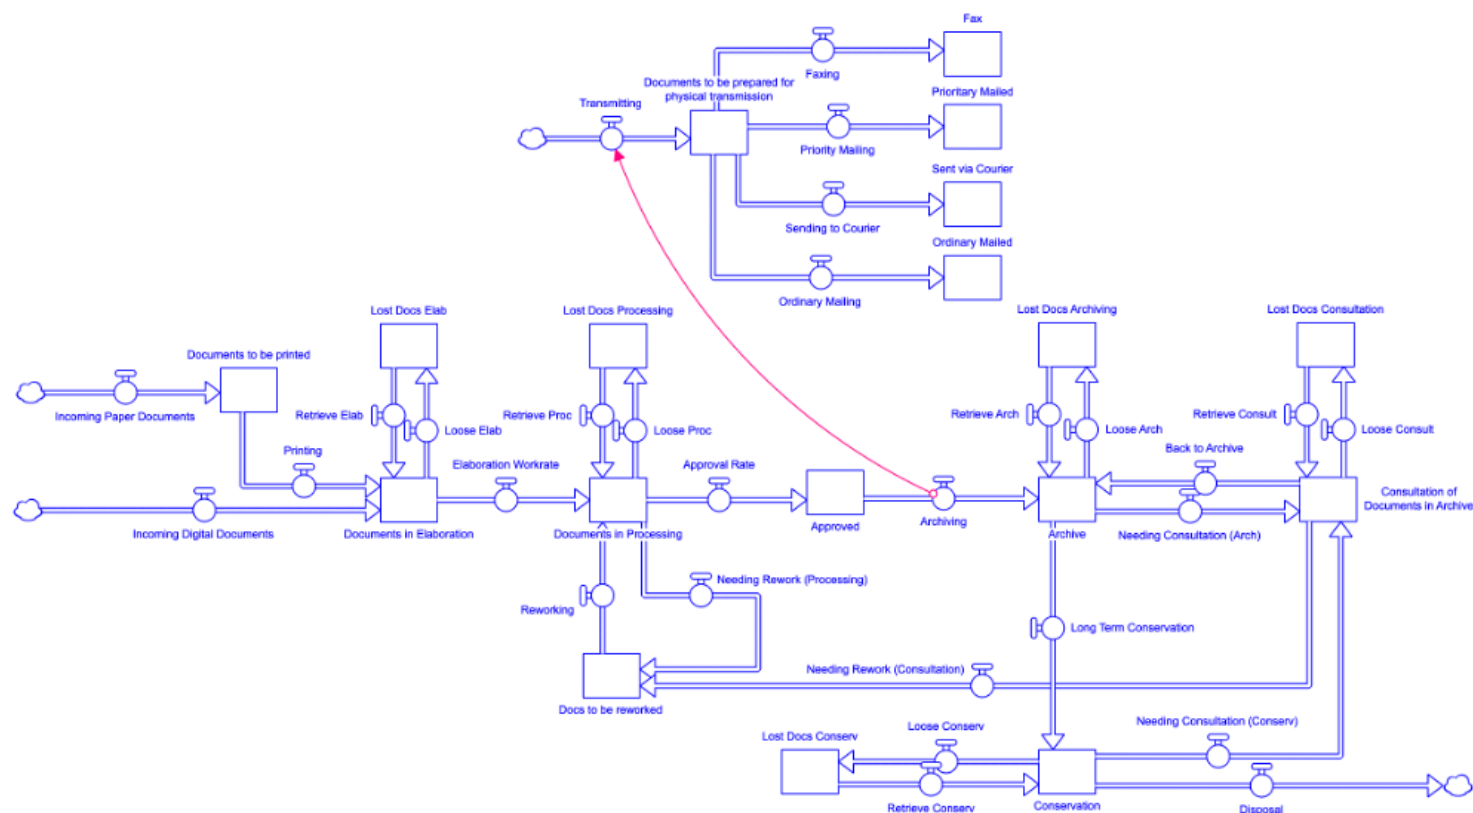 Fax
Faxing
Documents to be prepared for
physical transmission
Prioritary Mailed
Transmitting
Priority Mailing
Sent via Courier
Sending to Courier
Ordinary Mailed
Ordinary Mailing
Lost Docs Elab
Lost Docs Processing
Lost Docs Archiving
Lost Docs Consultation
Documents to be printed
Incoming Paper Documents
Retrieve Elab
Loose Elab
Retrieve Proc
Loose Proc
Retrieve Arch
Loose Arch
Retrieve Consult
Loose Consult
Printing
Elaboration Workrate
Approval Rate
Back to Archive
Consultation of
Documents in Archive
Incoming Digital Documents
Documents in Elaboration
Documents in Processing
Approved
Archiving
Archive
Needing Consultation (Arch)
Needing Rework (Processing)
Reworking
Long Term Conservation
Needing Rework (Consultation)
Docs to be reworked
Lost Docs Conserv
Loose Conserv
Needing Consultation (Conserv)
Retrieve Conserv
Conservation
Disposal